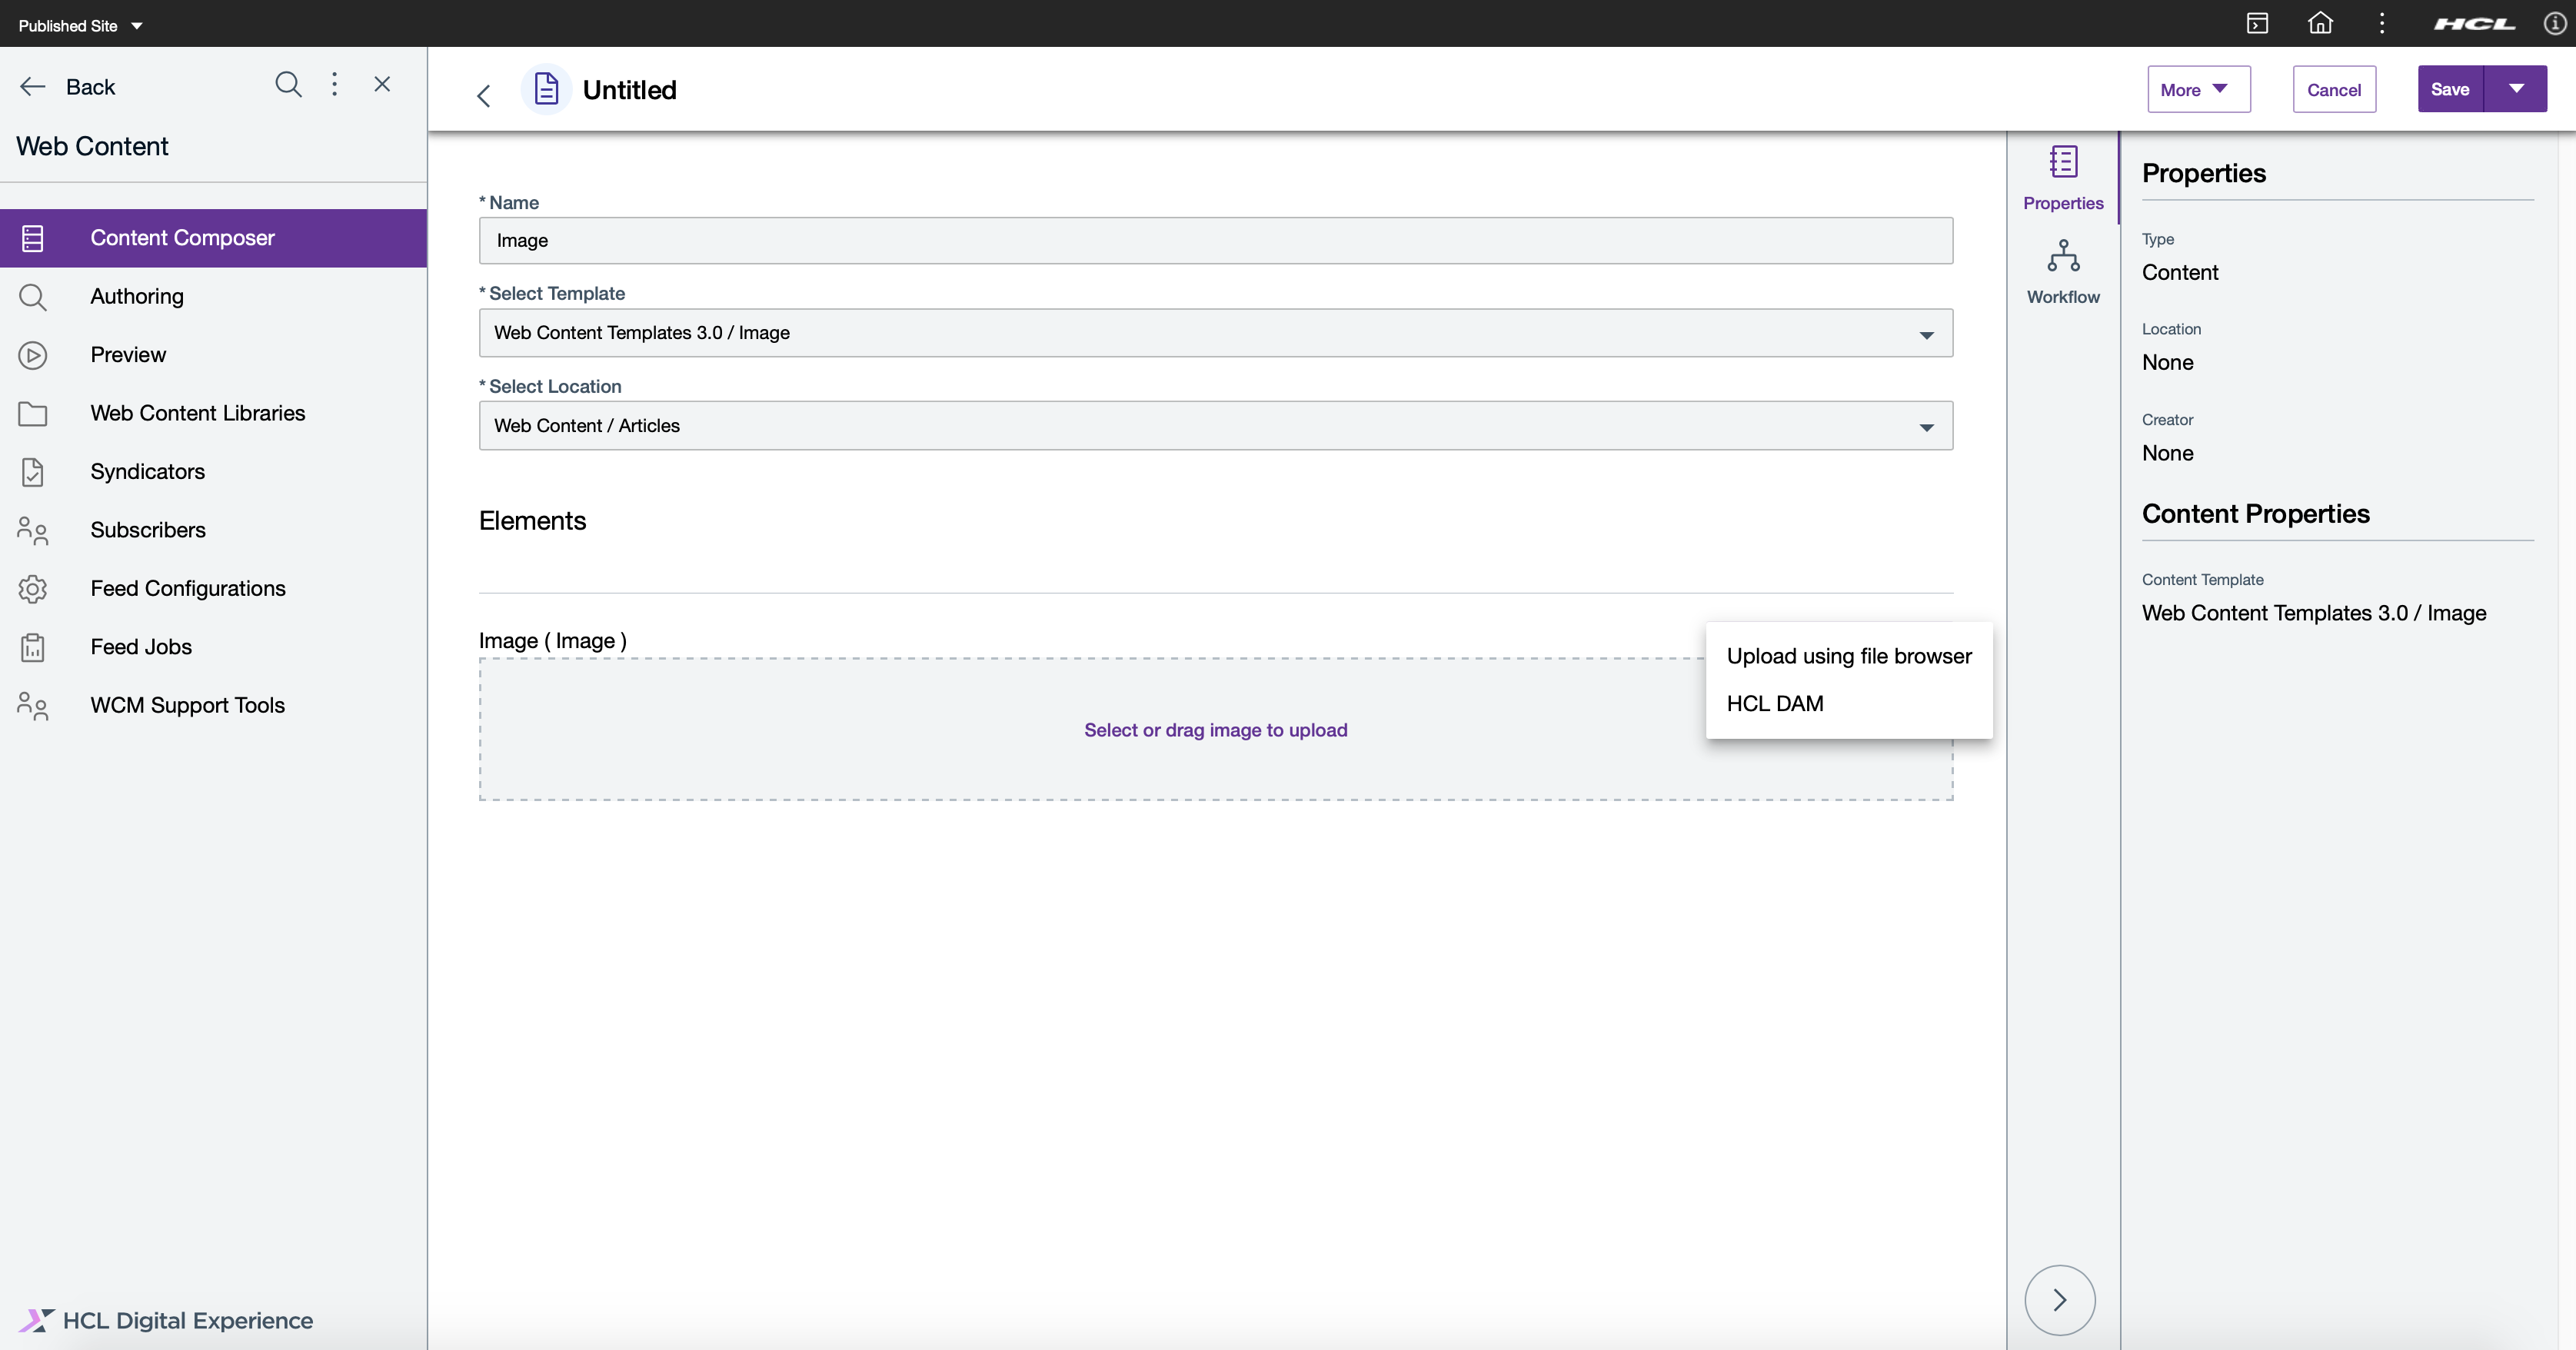 Published Site
HCL
Back
Web Content
Content Composer
Authoring
Preview
Web Content Libraries
Syndicators
Subscribers
Feed Configurations
Feed Jobs
WCM Support Tools
HCL Digital Experience
Untitled
More
Cancel
Save
* Name
Image
* Select Template
Web Content Templates 3.0 / Image
* Select Location
Web Content / Articles
Elements
Image ( Image )
Select or drag image to upload
Upload using file browser
HCL DAM
Properties
Workflow
Properties
Type
Content
Location
None
Creator
None
Content Properties
Content Template
Web Content Templates 3.0 / Image